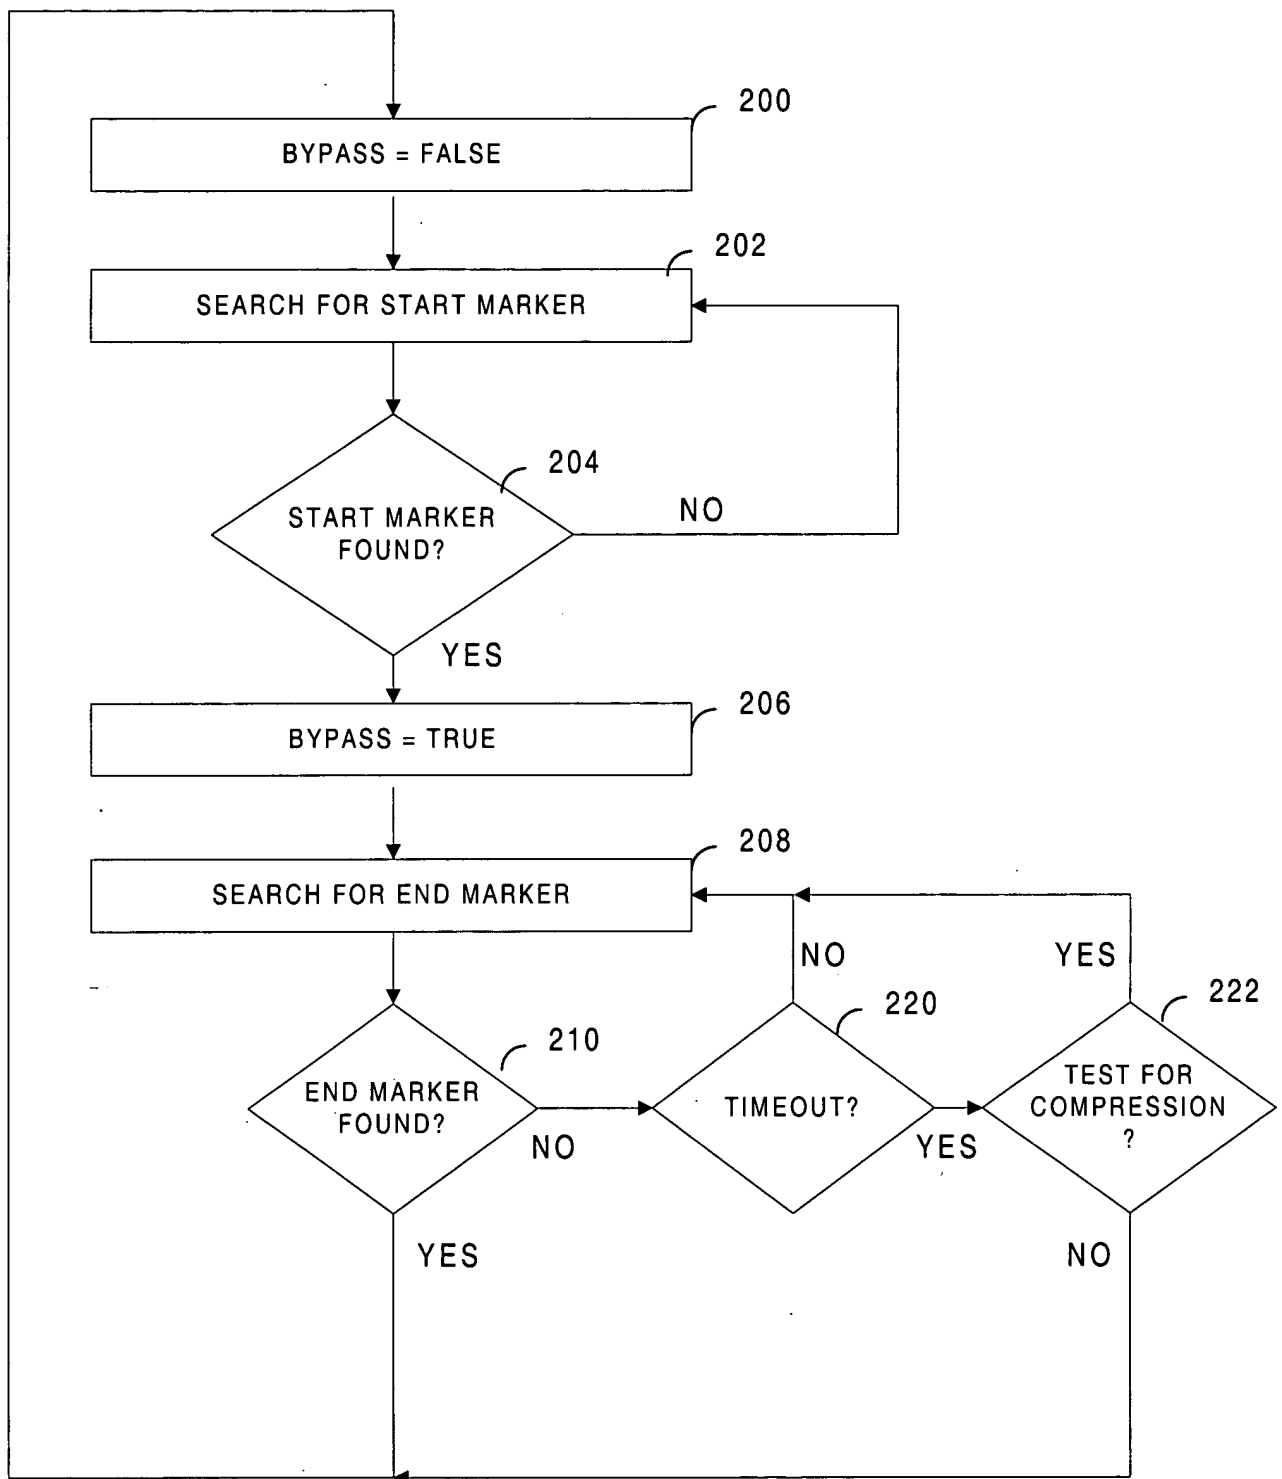 200
BYPASS = FALSE
202
SEARCH FOR START MARKER
204
START MARKER
FOUND?
NO
YES
206
BYPASS = TRUE
208
SEARCH FOR END MARKER
NO
YES
210
220
222
END MARKER
FOUND?
NO
TIMEOUT?
YES
TEST FOR
COMPRESSION
?
YES
NO